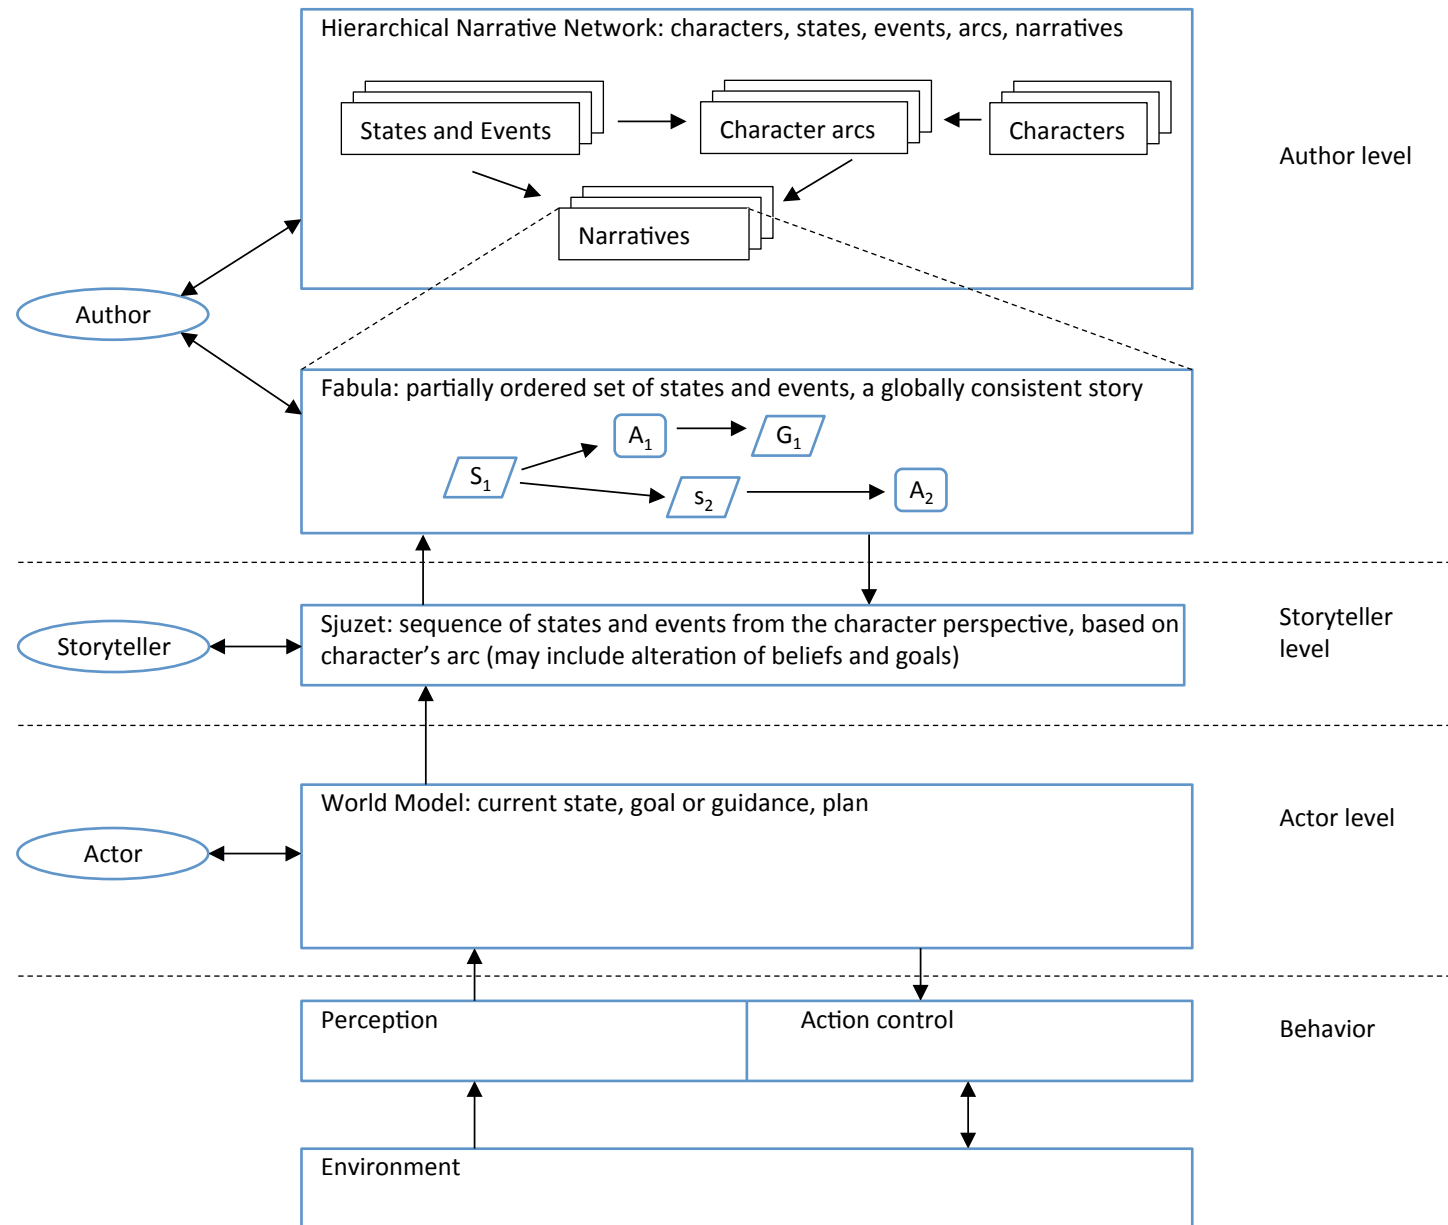 Hierarchical Narrative Network: characters, states, events, arcs, narratives
States and Events
Character arcs
Characters
Author level
Narratives
Author
Fabula: partially ordered set of states and events, a globally consistent story
A1
G1
S1
s2
A2
Storyteller
Sjuzet: sequence of states and events from the character perspective, based on
character’s arc (may include alteration of beliefs and goals)
Storyteller
level
World Model: current state, goal or guidance, plan
Actor level
Actor
Perception
Action control
Behavior
Environment